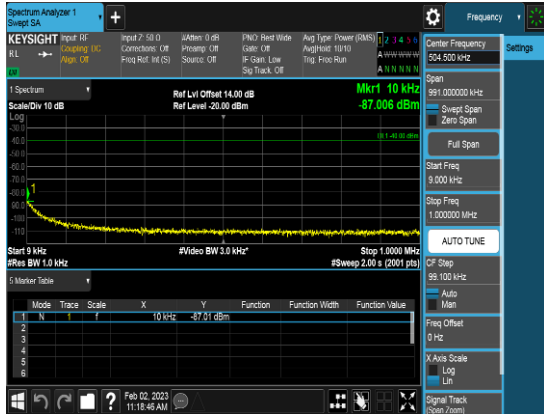 Spectrum Analyzer 1
Swept SA
Frequency
KEYSIGHT
RL
Input: RF
Coupling: DC
Align: Off
Input Z: 50 Ω
Corrections: Off
Freq Ref: Int (S)
#Atten: 0 dB
Preamp: Off
Source: Off
PNO: Best Wide
Gate: Off
IF Gain: Low
Sig Track: Off
Avg Type: Power (RMS)
Avg|Hold: 10/10
Trig: Free Run
1 2 3 4 5 6
A W W W W W
A N N N N N
1 Spectrum
Scale/Div 10 dB
Ref Lvl Offset 14.00 dB
Ref Level -20.00 dBm
Mkr1 10 kHz
-87.006 dBm
Log
-30.0
-40.0
-50.0
-60.0
-70.0
-80.0
-90.0
-100
-110
DL1 -40.00 dBm
1
Start 9 kHz
#Res BW 1.0 kHz
#Video BW 3.0 kHz*
Stop 1.0000 MHz
#Sweep 2.00 s (2001 pts)
5 Marker Table
Mode Trace Scale X Y Function Function Width Function Value
1 N 1 f 10 kHz -87.01 dBm
2
3
4
5
6
Feb 02, 2023
11:18:46 AM
Settings
Center Frequency
504.500 kHz
Span
991.000000 kHz
Swept Span
Zero Span
Full Span
Start Freq
9.000 kHz
Stop Freq
1.000000 MHz
AUTO TUNE
CF Step
99.100 kHz
Auto
Man
Freq Offset
0 Hz
X Axis Scale
Log
Lin
Signal Track
(Span Zoom)